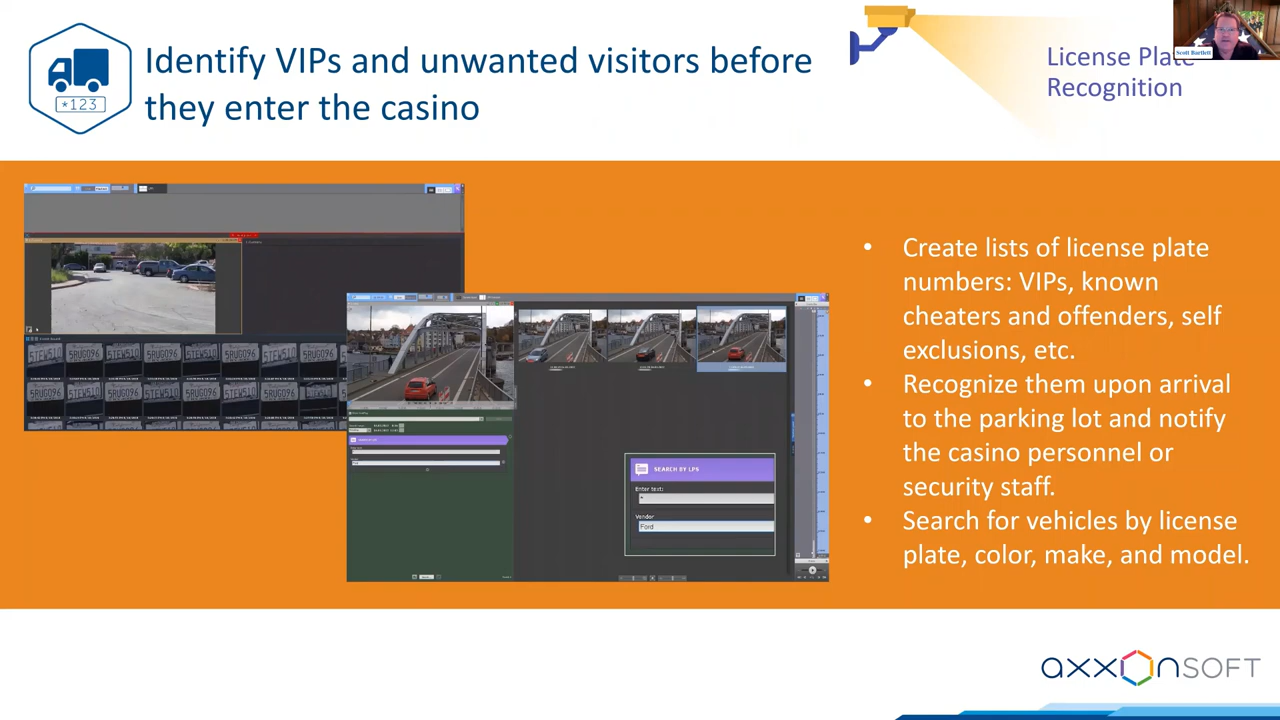 Identify VIPs and unwanted visitors before
they enter the casino
*123
License Plate
Recognition
Scott Bartlett
• Create lists of license plate
numbers: VIPs, known
cheaters and offenders, self
exclusions, etc.
• Recognize them upon arrival
to the parking lot and notify
the casino personnel or
security staff.
• Search for vehicles by license
plate, color, make, and model.
5RUG096
SEARCH BY LPS
Enter text:
*
Vendor
Ford
axxonsoft